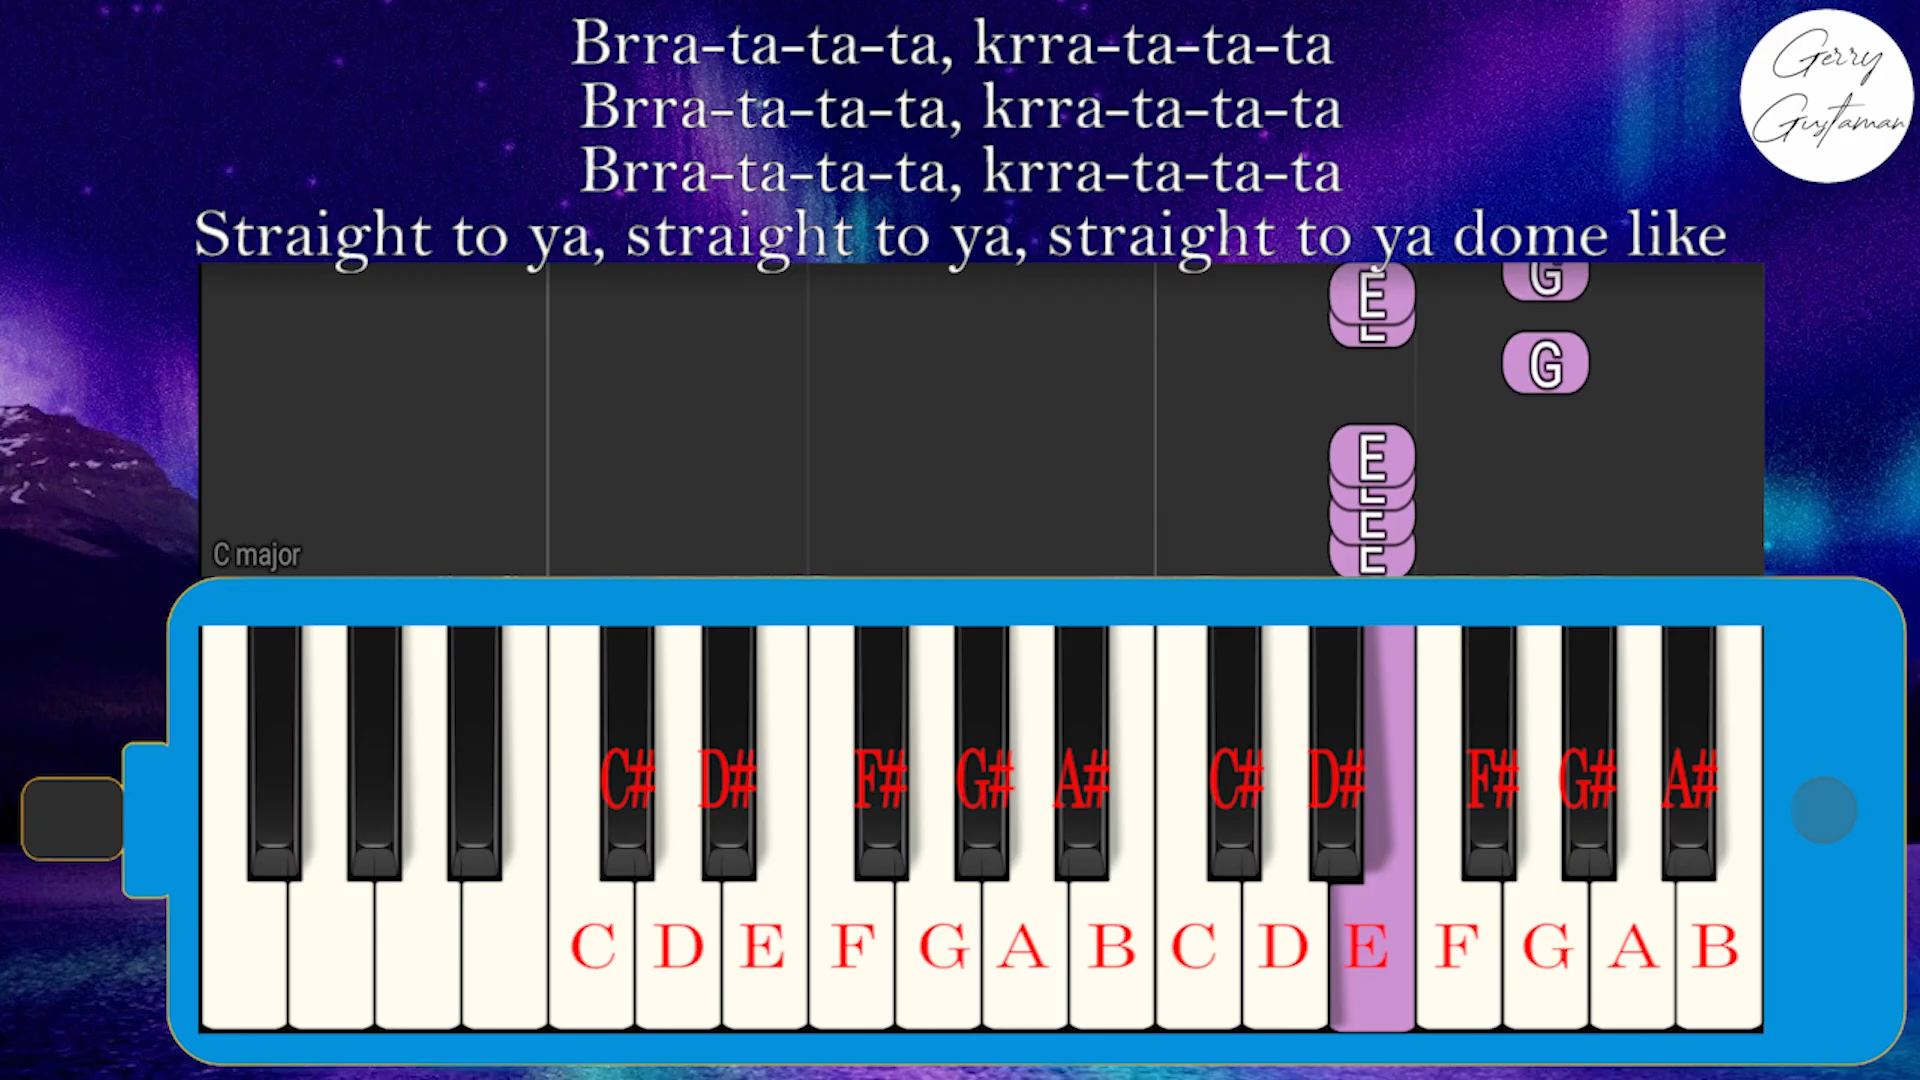 Brra-ta-ta-ta, krra-ta-ta-ta
Brra-ta-ta-ta, krra-ta-ta-ta
Brra-ta-ta-ta, krra-ta-ta-ta
Straight to ya, straight to ya, straight to ya dome like
Gerry
Gustaman
G
E
E
G
E
E
E
E
C major
C# D# F# G# A# C# D# F# G# A#
C D E F G A B C D E F G A B